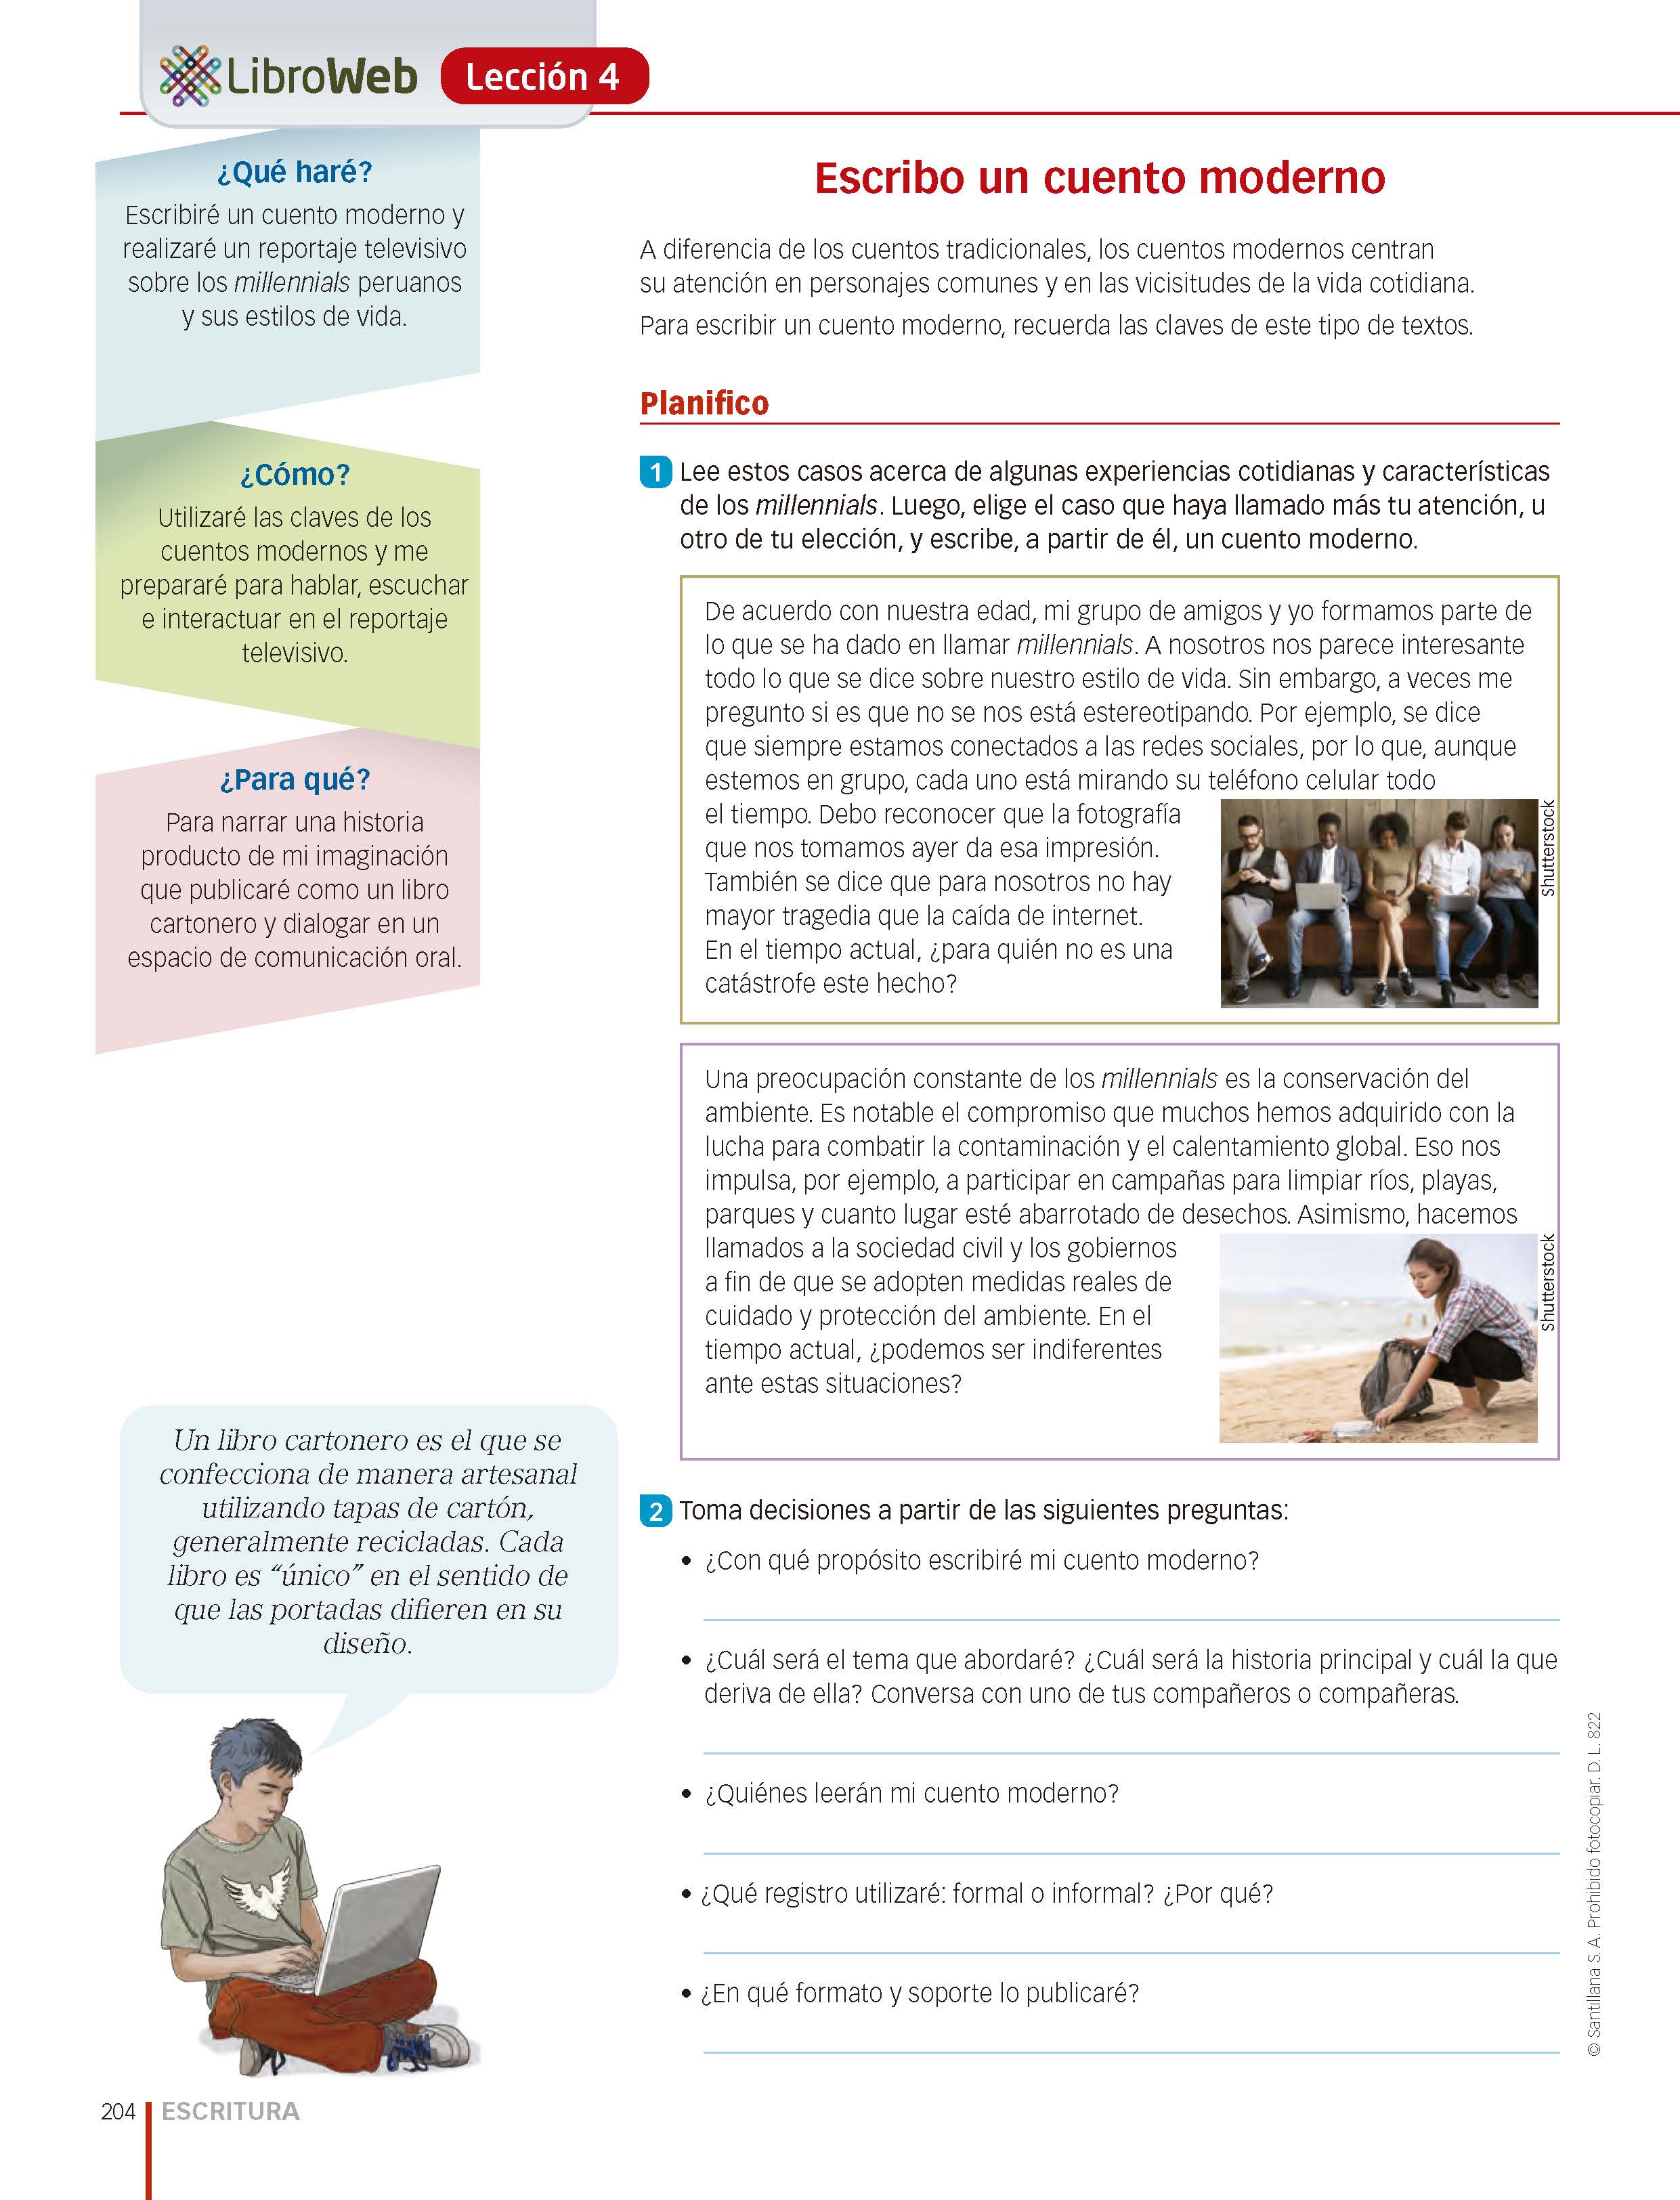 LibroWeb
Lección 4
¿Qué haré?
Escribiré un cuento moderno y
realizaré un reportaje televisivo
sobre los millennials peruanos
y sus estilos de vida.
¿Cómo?
Utilizaré las claves de los
cuentos modernos y me
prepararé para hablar, escuchar
e interactuar en el reportaje
televisivo.
¿Para qué?
Para narrar una historia
producto de mi imaginación
que publicaré como un libro
cartonero y dialogar en un
espacio de comunicación oral.
Un libro cartonero es el que se
confecciona de manera artesanal
utilizando tapas de cartón,
generalmente recicladas. Cada
libro es “único” en el sentido de
que las portadas difieren en su
diseño.
Escribo un cuento moderno
A diferencia de los cuentos tradicionales, los cuentos modernos centran
su atención en personajes comunes y en las vicisitudes de la vida cotidiana.
Para escribir un cuento moderno, recuerda las claves de este tipo de textos.
Planifico
1 Lee estos casos acerca de algunas experiencias cotidianas y características
de los millennials. Luego, elige el caso que haya llamado más tu atención, u
otro de tu elección, y escribe, a partir de él, un cuento moderno.
De acuerdo con nuestra edad, mi grupo de amigos y yo formamos parte de
lo que se ha dado en llamar millennials. A nosotros nos parece interesante
todo lo que se dice sobre nuestro estilo de vida. Sin embargo, a veces me
pregunto si es que no se nos está estereotipando. Por ejemplo, se dice
que siempre estamos conectados a las redes sociales, por lo que, aunque
estemos en grupo, cada uno está mirando su teléfono celular todo
el tiempo. Debo reconocer que la fotografía
que nos tomamos ayer da esa impresión.
También se dice que para nosotros no hay
mayor tragedia que la caída de internet.
En el tiempo actual, ¿para quién no es una
catástrofe este hecho?
Shutterstock
Una preocupación constante de los millennials es la conservación del
ambiente. Es notable el compromiso que muchos hemos adquirido con la
lucha para combatir la contaminación y el calentamiento global. Eso nos
impulsa, por ejemplo, a participar en campañas para limpiar ríos, playas,
parques y cuanto lugar esté abarrotado de desechos. Asimismo, hacemos
llamados a la sociedad civil y los gobiernos
a fin de que se adopten medidas reales de
cuidado y protección del ambiente. En el
tiempo actual, ¿podemos ser indiferentes
ante estas situaciones?
Shutterstock
2 Toma decisiones a partir de las siguientes preguntas:
• ¿Con qué propósito escribiré mi cuento moderno?
• ¿Cuál será el tema que abordaré? ¿Cuál será la historia principal y cuál la que
deriva de ella? Conversa con uno de tus compañeros o compañeras.
• ¿Quiénes leerán mi cuento moderno?
• ¿Qué registro utilizaré: formal o informal? ¿Por qué?
• ¿En qué formato y soporte lo publicaré?
© Santillana S. A. Prohibido fotocopiar. D. L. 822
204 ESCRITURA